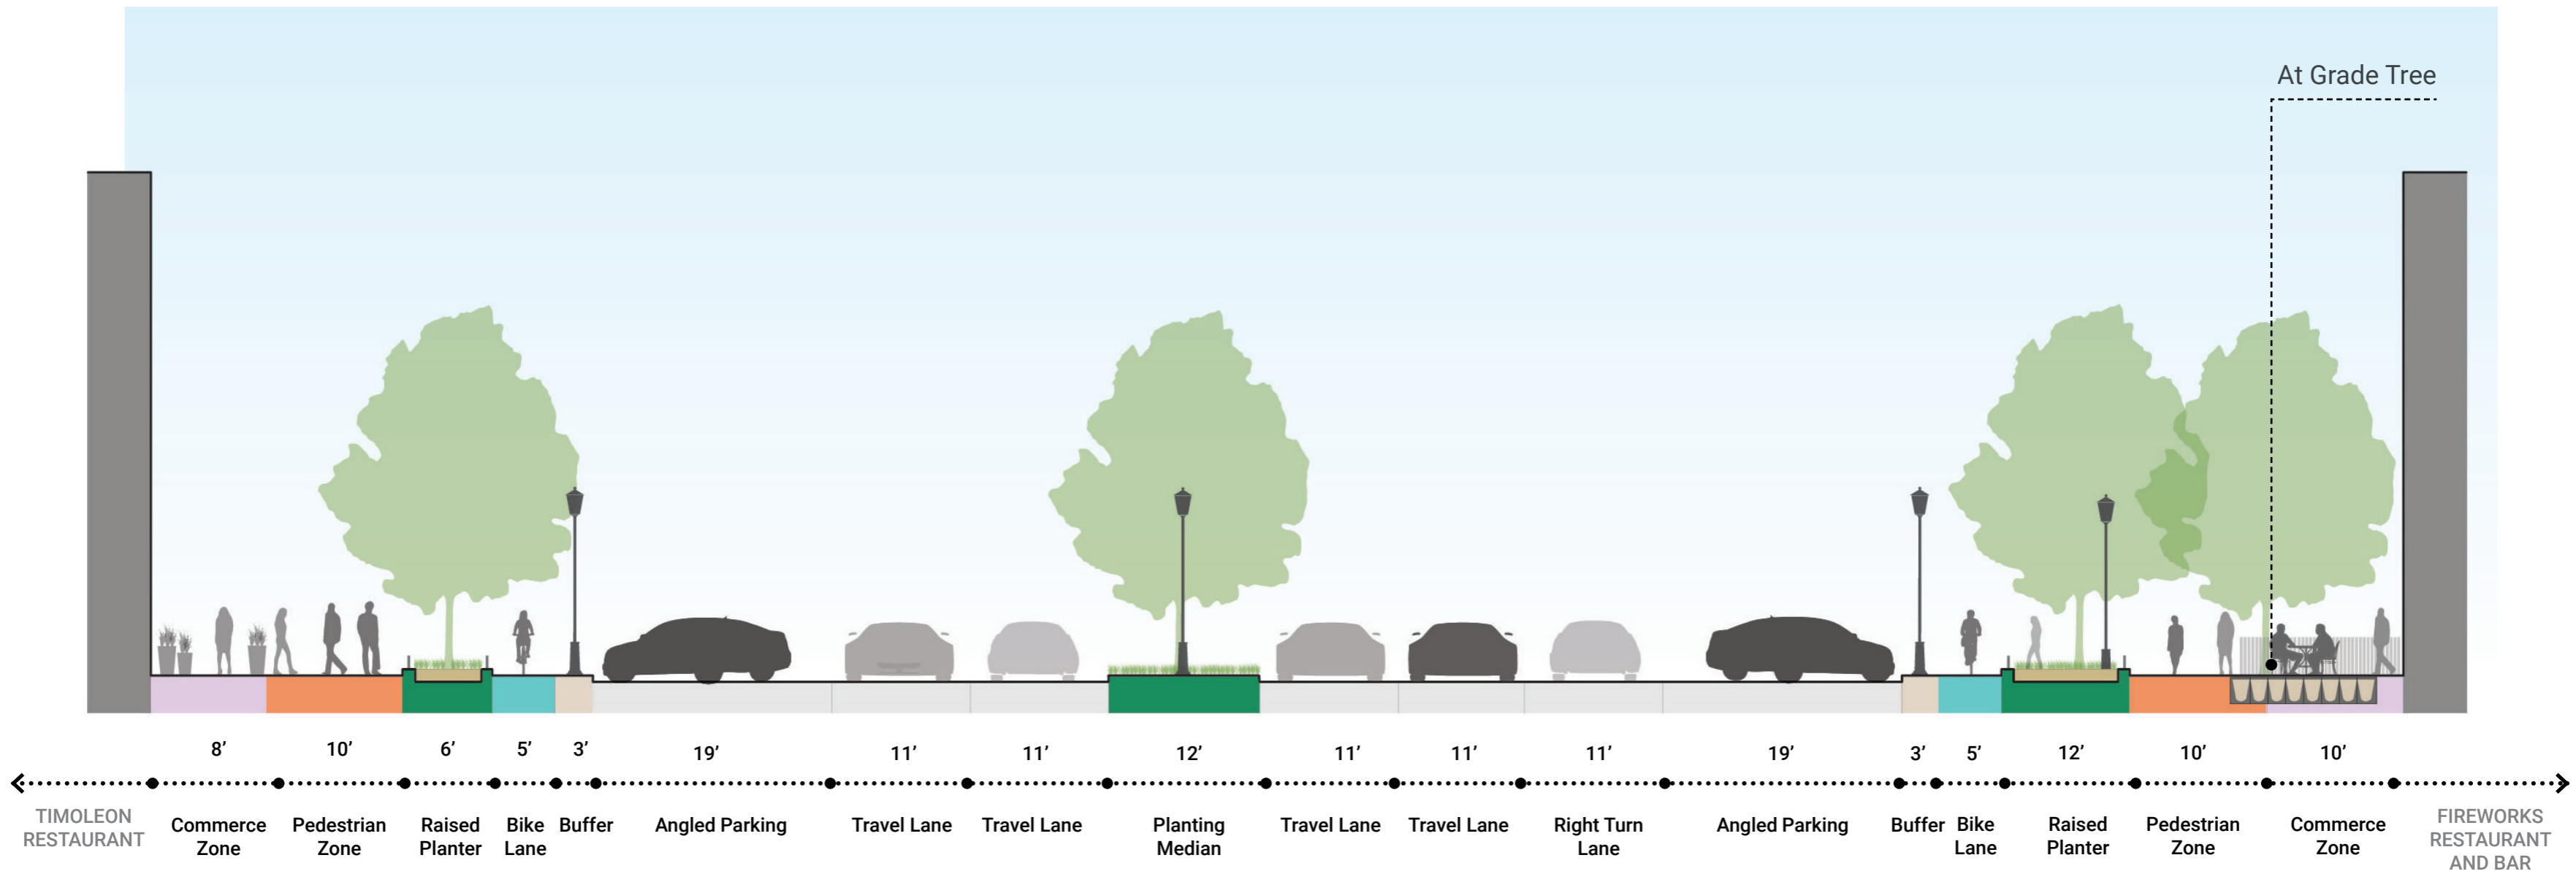 At Grade Tree
8’ 10’ 6’ 5’ 3’ 19’ 11’ 11’ 12’ 11’ 11’ 11’ 19’ 3’ 5’ 12’ 10’ 10’
TIMOLEON
RESTAURANT
Commerce
Zone
Pedestrian
Zone
Raised
Planter
Bike
Lane
Buffer
Angled Parking
Travel Lane
Travel Lane
Planting
Median
Travel Lane
Travel Lane
Right Turn
Lane
Angled Parking
Buffer
Bike
Lane
Raised
Planter
Pedestrian
Zone
Commerce
Zone
FIREWORKS
RESTAURANT
AND BAR